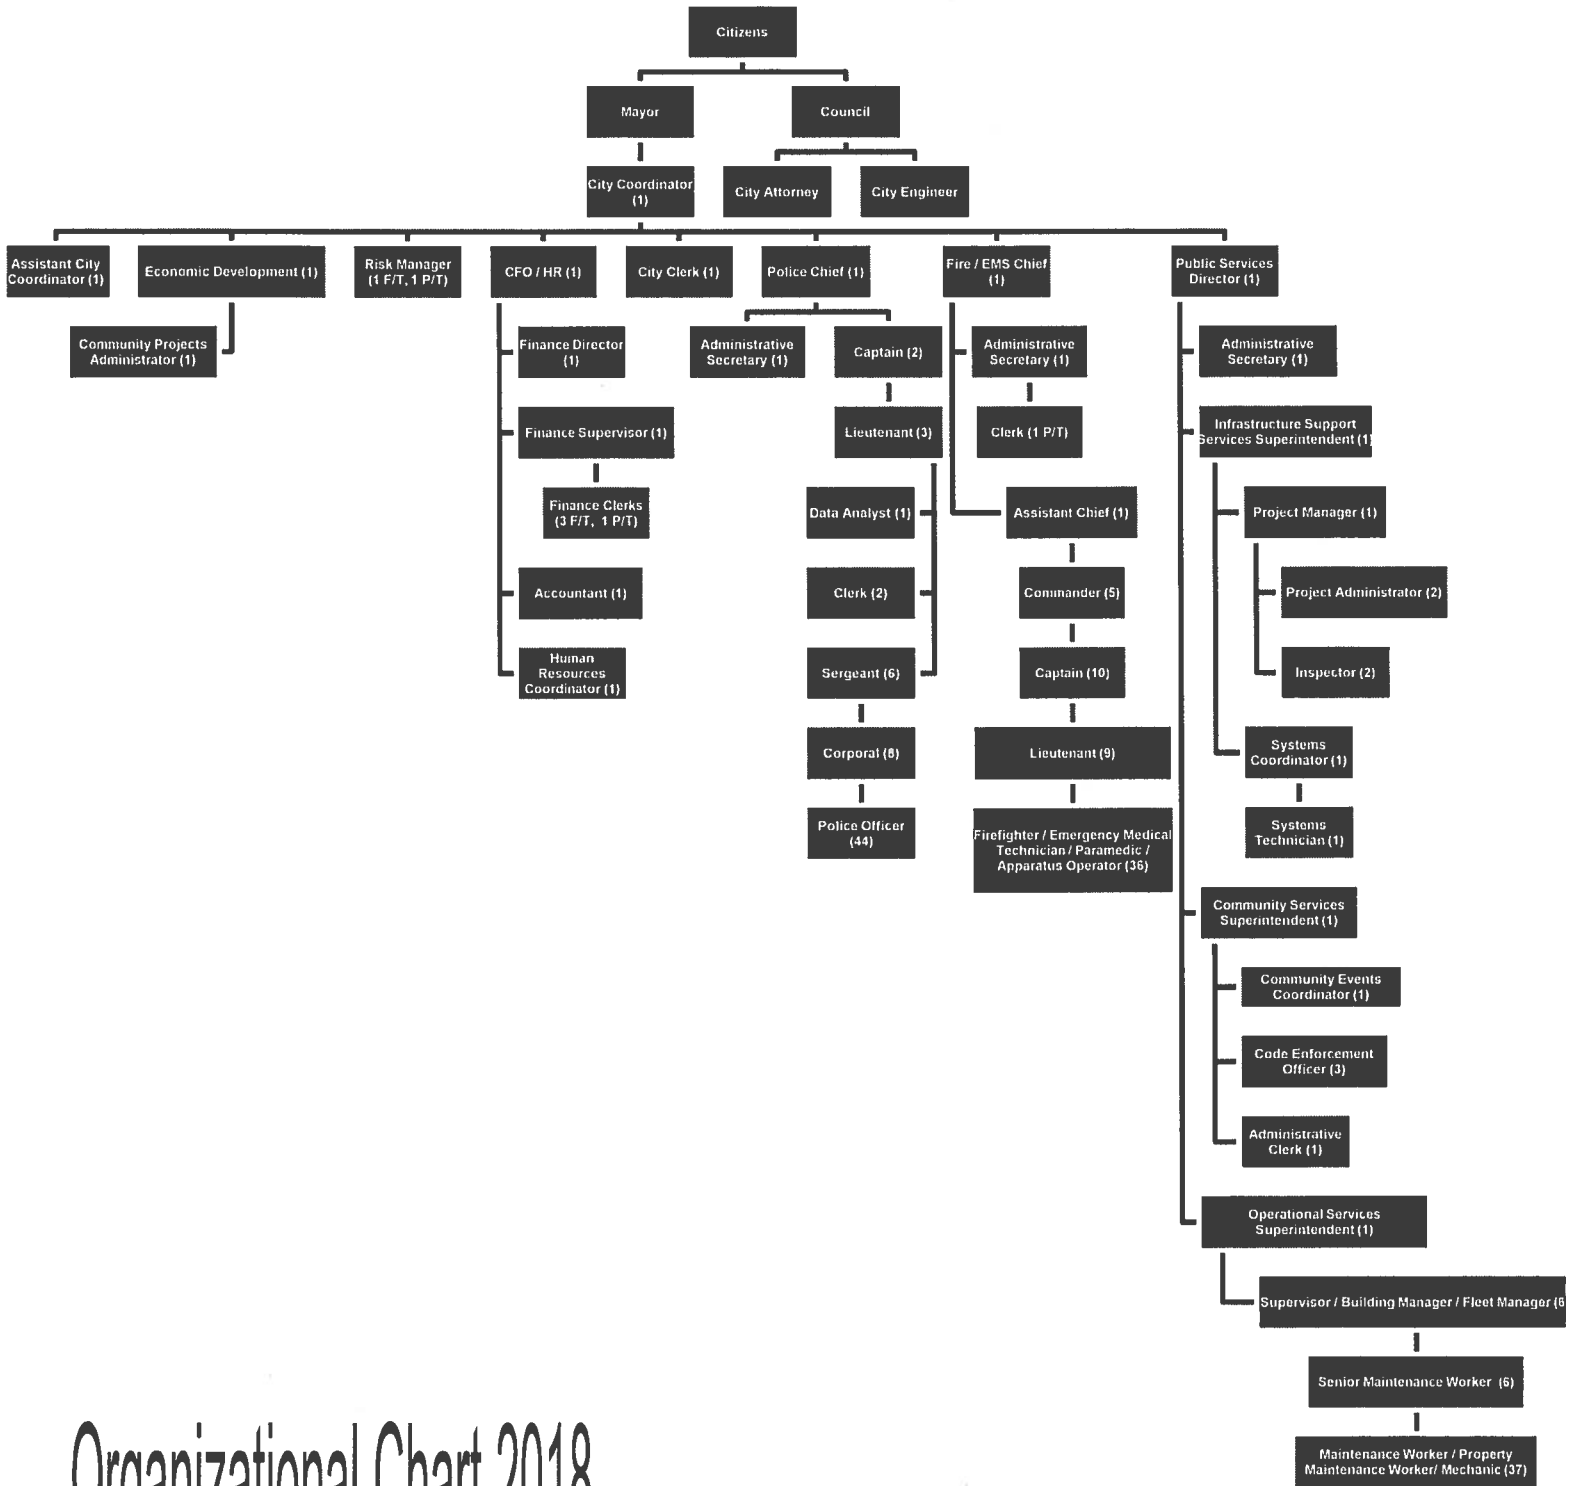 Citizens
Mayor
Council
City Coordinator
(1)
City Attorney
City Engineer
Assistant City
Coordinator (1)
Economic Development (1)
Risk Manager
(1 F/T, 1 P/T)
CFO / HR (1)
City Clerk (1)
Police Chief (1)
Fire / EMS Chief
(1)
Public Services
Director (1)
Community Projects
Administrator (1)
Finance Director
(1)
Administrative
Secretary (1)
Captain (2)
Administrative
Secretary (1)
Administrative
Secretary (1)
Finance Supervisor (1)
Lieutenant (3)
Clerk (1 P/T)
Infrastructure Support
Services Superintendent (1)
Finance Clerks
(3 F/T, 1 P/T)
Data Analyst (1)
Assistant Chief (1)
Project Manager (1)
Accountant (1)
Clerk (2)
Commander (5)
Project Administrator (2)
Human
Resources
Coordinator (1)
Sergeant (6)
Captain (10)
Inspector (2)
Corporal (8)
Lieutenant (9)
Systems
Coordinator (1)
Police Officer
(44)
Firefighter / Emergency Medical
Technician / Paramedic /
Apparatus Operator (36)
Systems
Technician (1)
Community Services
Superintendent (1)
Community Events
Coordinator (1)
Code Enforcement
Officer (3)
Administrative
Clerk (1)
Operational Services
Superintendent (1)
Supervisor / Building Manager / Fleet Manager (6
Senior Maintenance Worker (6)
Maintenance Worker / Property
Maintenance Worker/ Mechanic (37)
Organizational Chart 2018